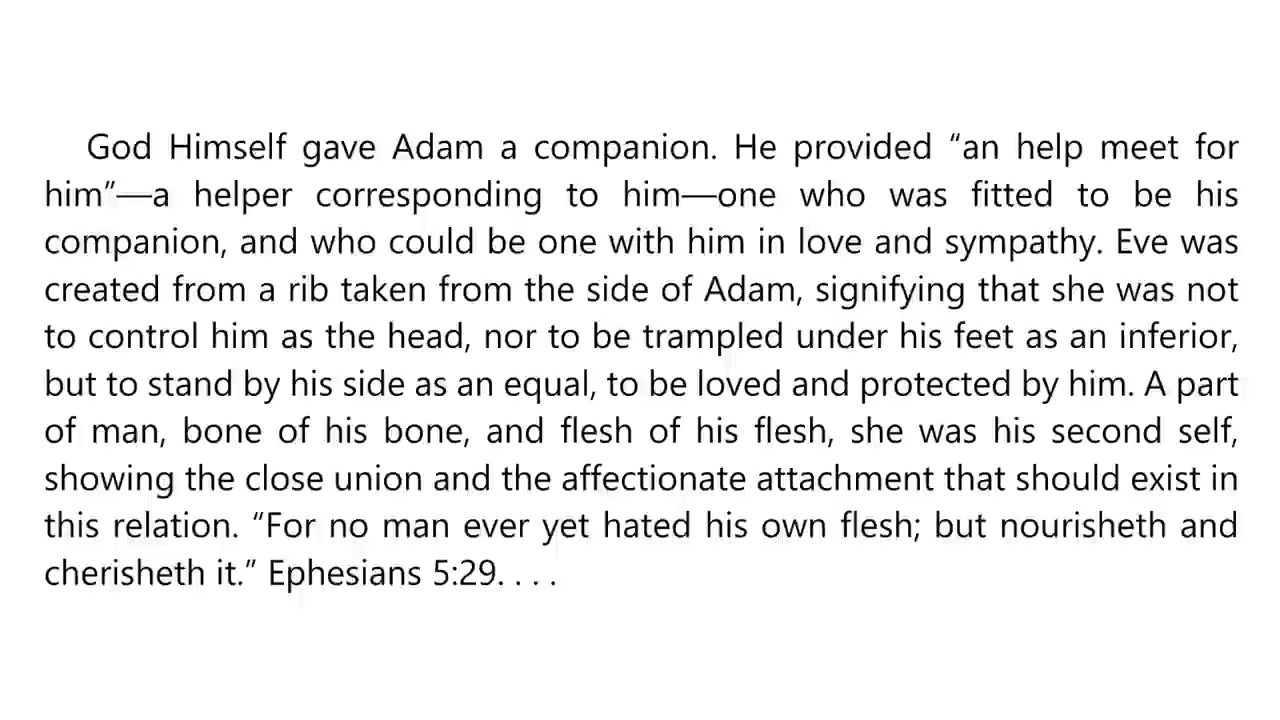 God Himself gave Adam a companion. He provided “an help meet for
him”—a helper corresponding to him—one who was fitted to be his
companion, and who could be one with him in love and sympathy. Eve was
created from a rib taken from the side of Adam, signifying that she was not
to control him as the head, nor to be trampled under his feet as an inferior,
but to stand by his side as an equal, to be loved and protected by him. A part
of man, bone of his bone, and flesh of his flesh, she was his second self,
showing the close union and the affectionate attachment that should exist in
this relation. “For no man ever yet hated his own flesh; but nourisheth and
cherisheth it.” Ephesians 5:29. . . .